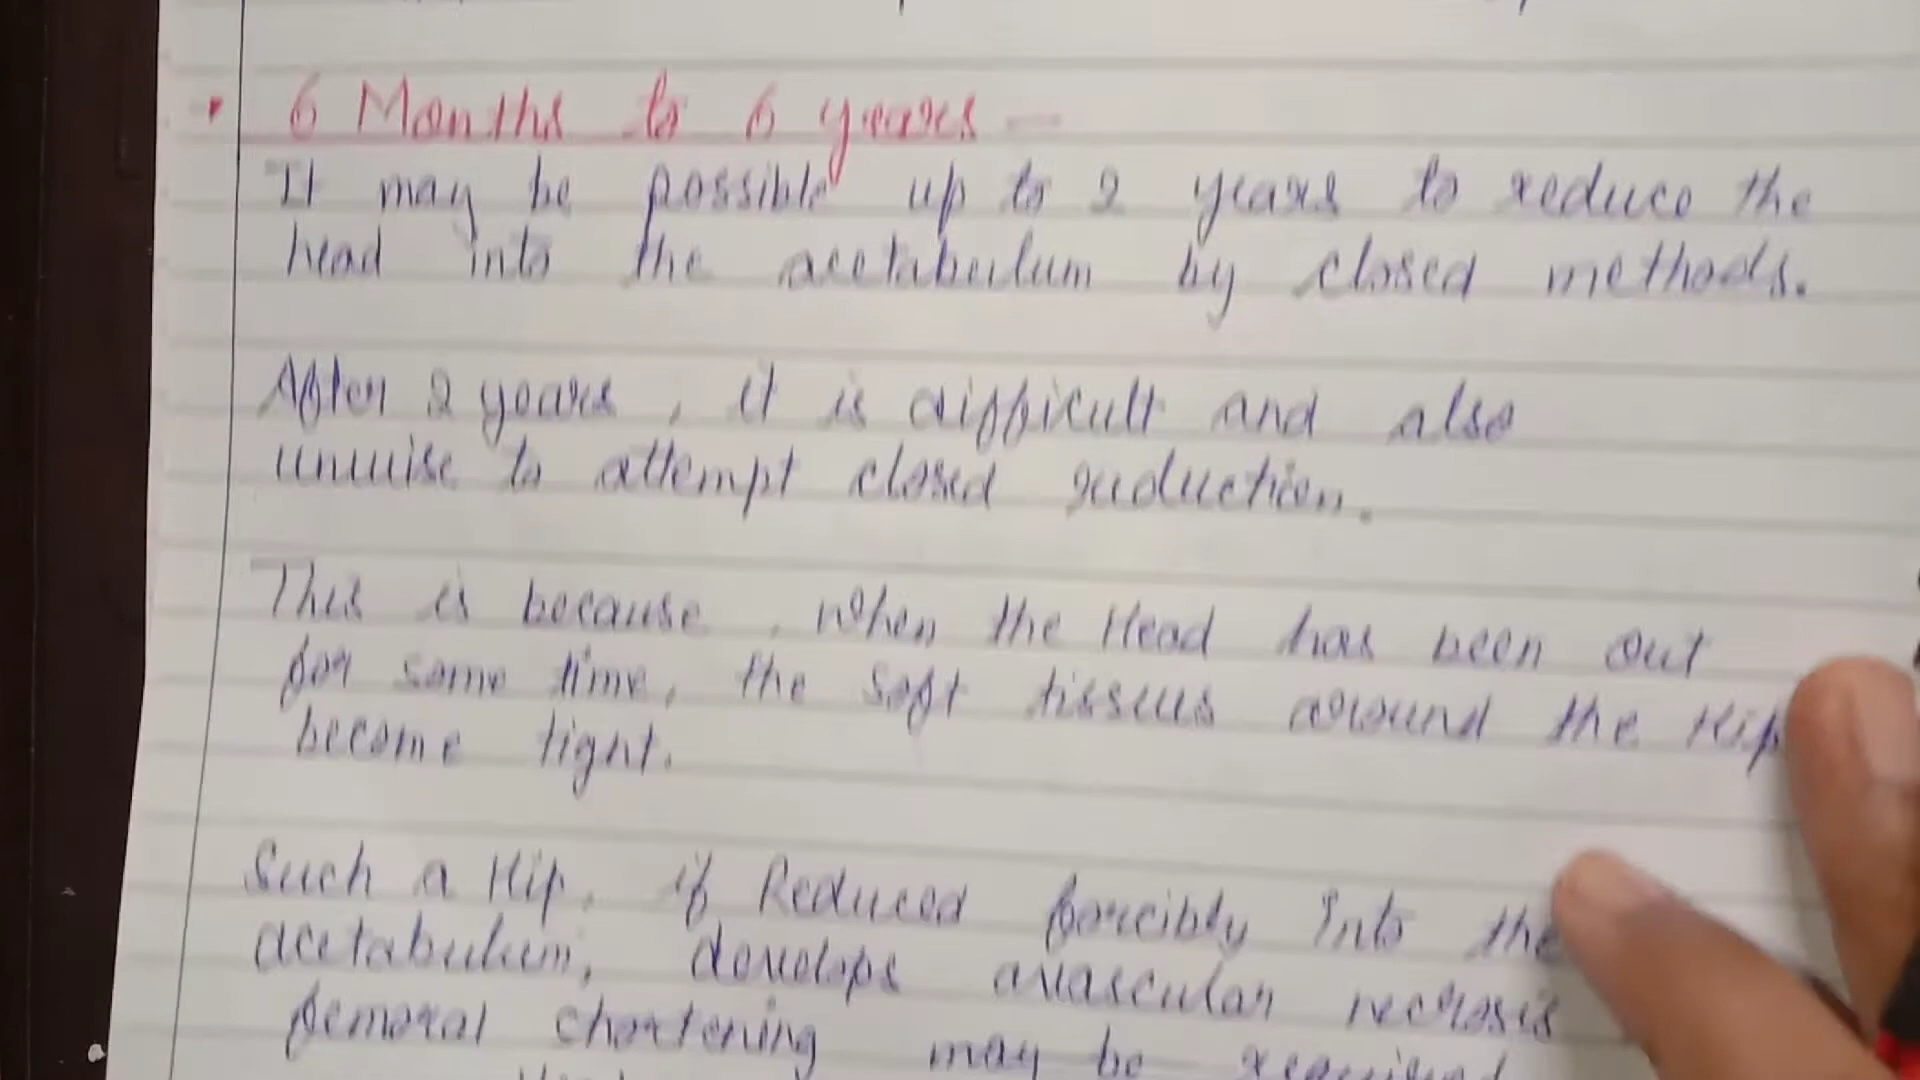 • 6 Months to 6 years –
It may be possible up to 2 years to reduce the
head into the acetabulum by closed methods.
After 2 years, it is difficult and also
unwise to attempt closed reduction.
This is because, when the Head has been out
for some time, the soft tissues around the Hip
become tight.
Such a Hip, if Reduced forcibly into the
acetabulum, develops avascular necrosis
femoral shortening may be required